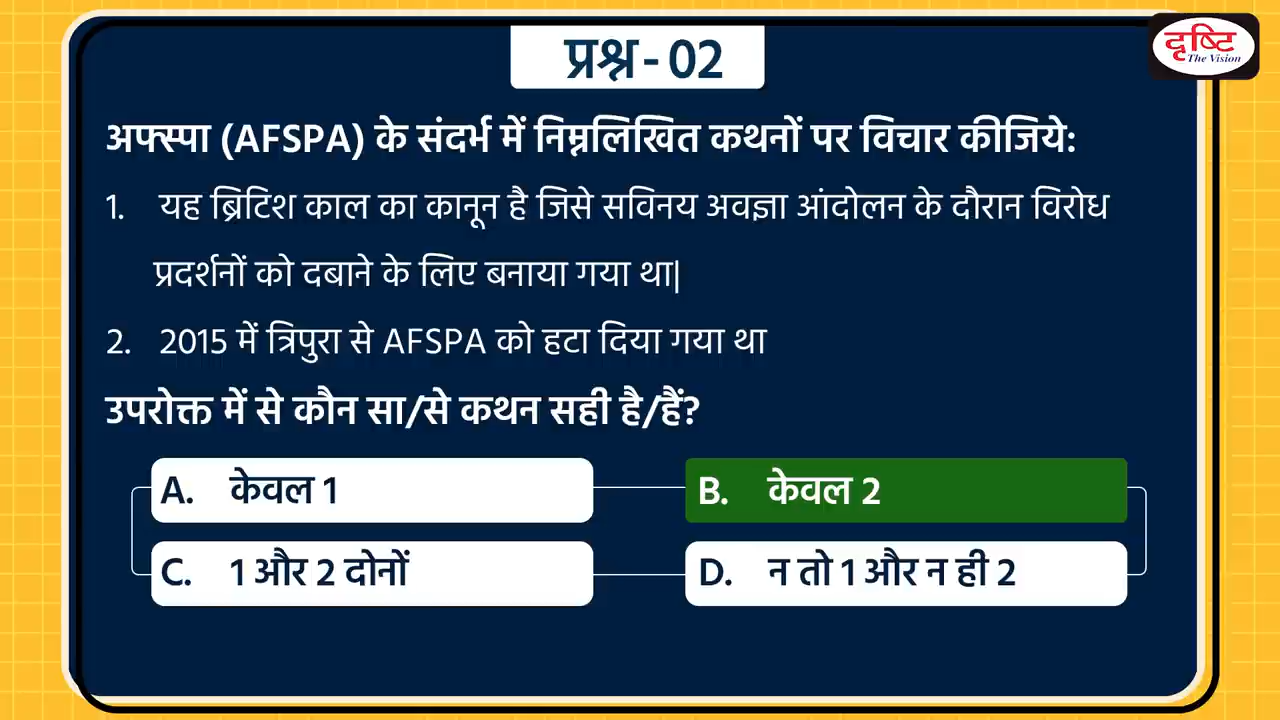 दृष्टि
The Vision
प्रश्न - 02
अफ्स्पा (AFSPA) के संदर्भ में निम्नलिखित कथनों पर विचार कीजिये:
1. यह ब्रिटिश काल का कानून है जिसे सविनय अवज्ञा आंदोलन के दौरान विरोध
प्रदर्शनों को दबाने के लिए बनाया गया था|
2. 2015 में त्रिपुरा से AFSPA को हटा दिया गया था
उपरोक्त में से कौन सा/से कथन सही है/हैं?
A. केवल 1
B. केवल 2
C. 1 और 2 दोनों
D. न तो 1 और न ही 2